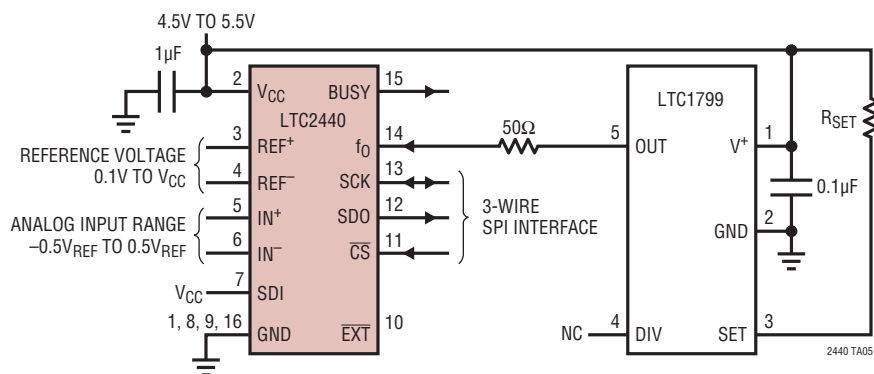 4.5V TO 5.5V
1µF
2
VCC
BUSY
15
LTC2440
3
REF+
fO
14
50Ω
5
OUT
LTC1799
V+
1
RSET
REFERENCE VOLTAGE
0.1V TO VCC
4
REF−
SCK
13
0.1µF
ANALOG INPUT RANGE
−0.5VREF TO 0.5VREF
5
IN+
SDO
12
3-WIRE
SPI INTERFACE
GND
2
6
IN−
CS
11
VCC
7
SDI
1, 8, 9, 16
GND
EXT
10
NC
4
DIV
SET
3
2440 TA05